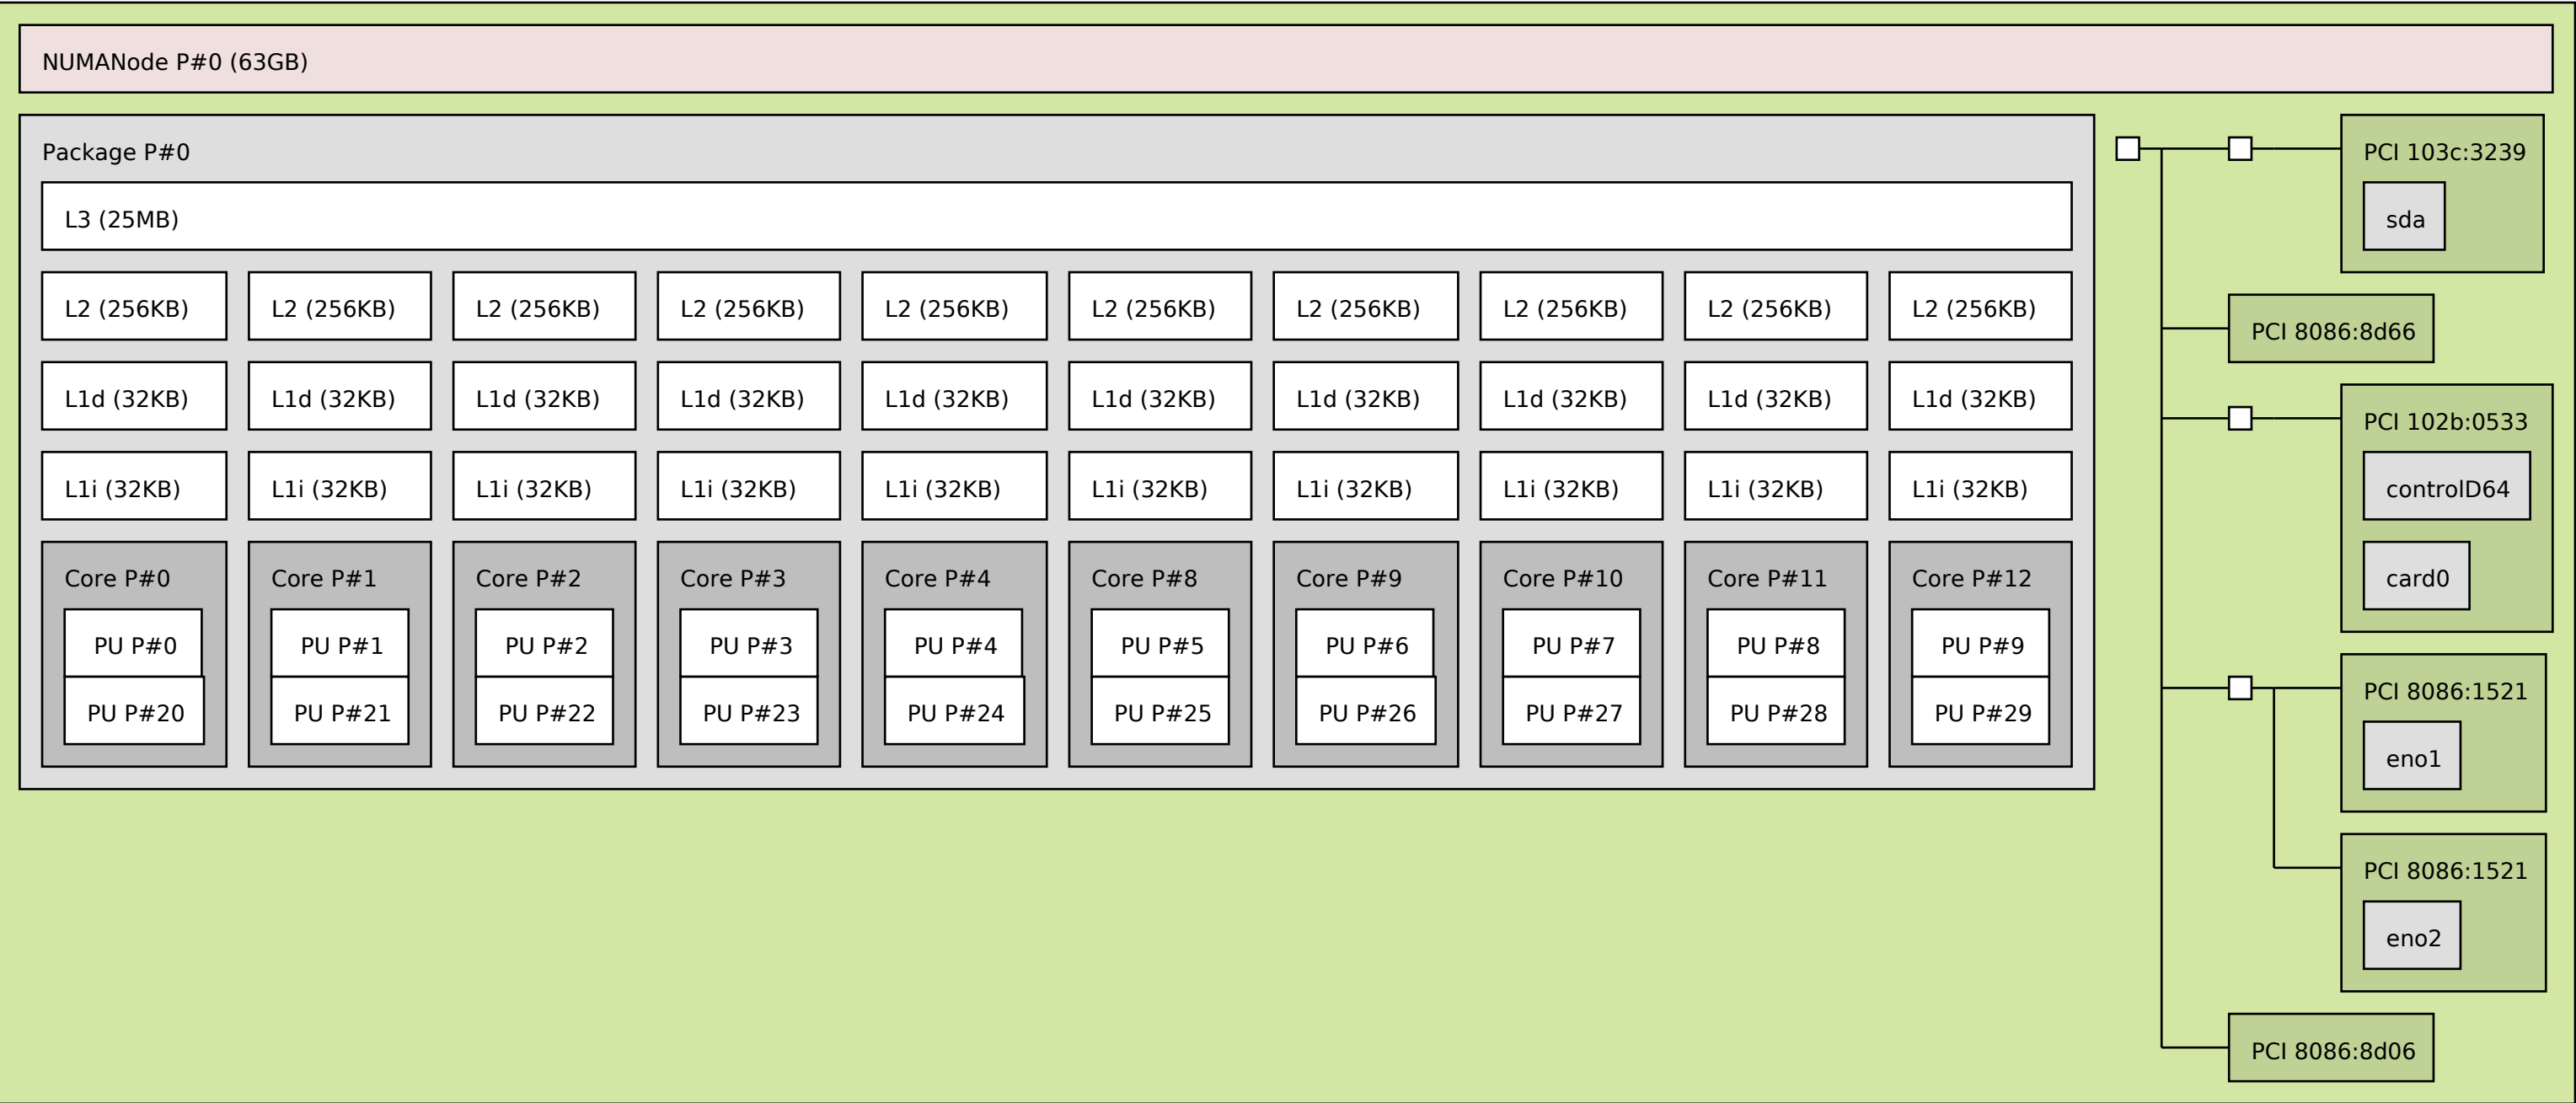 NUMANode P#0 (63GB)
Package P#0
L3 (25MB)
L2 (256KB) L2 (256KB) L2 (256KB) L2 (256KB) L2 (256KB) L2 (256KB) L2 (256KB) L2 (256KB) L2 (256KB) L2 (256KB)
L1d (32KB) L1d (32KB) L1d (32KB) L1d (32KB) L1d (32KB) L1d (32KB) L1d (32KB) L1d (32KB) L1d (32KB) L1d (32KB)
L1i (32KB) L1i (32KB) L1i (32KB) L1i (32KB) L1i (32KB) L1i (32KB) L1i (32KB) L1i (32KB) L1i (32KB) L1i (32KB)
Core P#0 Core P#1 Core P#2 Core P#3 Core P#4 Core P#8 Core P#9 Core P#10 Core P#11 Core P#12
PU P#0 PU P#1 PU P#2 PU P#3 PU P#4 PU P#5 PU P#6 PU P#7 PU P#8 PU P#9
PU P#20 PU P#21 PU P#22 PU P#23 PU P#24 PU P#25 PU P#26 PU P#27 PU P#28 PU P#29
PCI 103c:3239
sda
PCI 8086:8d66
PCI 102b:0533
controlD64
card0
PCI 8086:1521
eno1
PCI 8086:1521
eno2
PCI 8086:8d06